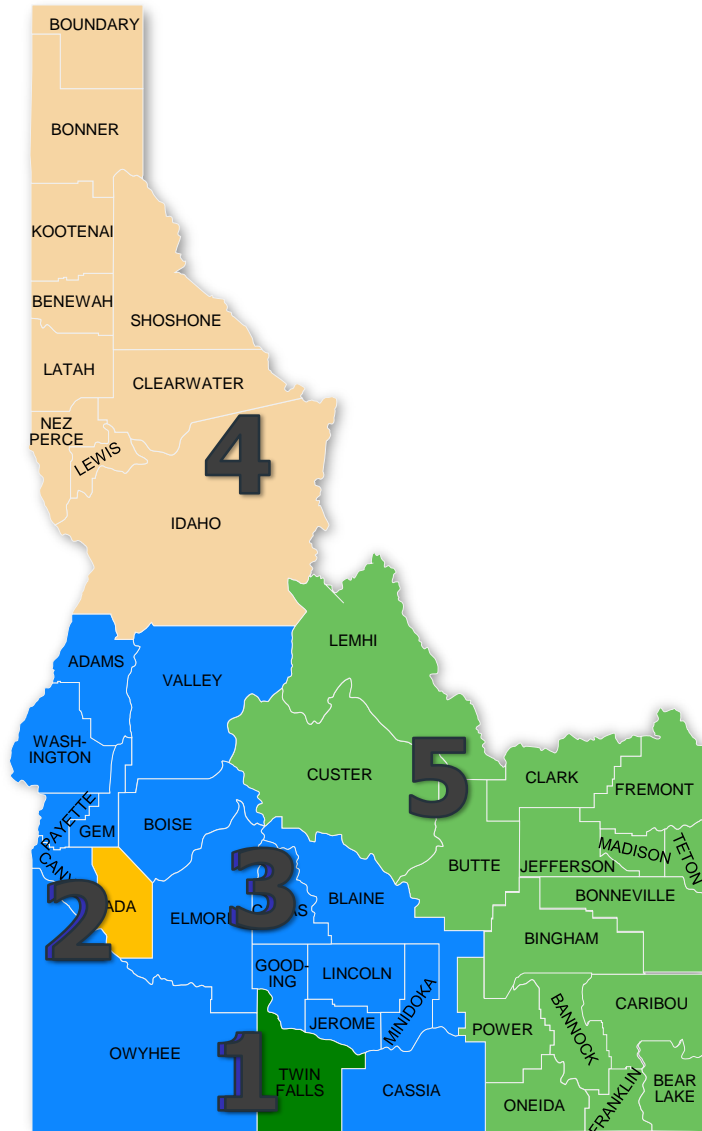 BOUNDARY
BONNER
KOOTENAI
BENEWAH
SHOSHONE
LATAH
CLEARWATER
NEZ
PERCE
LEWIS
4
IDAHO
LEMHI
ADAMS
VALLEY
WASH-
INGTON
CUSTER
5
CLARK
FREMONT
PAYETTE
GEM
BOISE
BUTTE
JEFFERSON
MADISON
TETON
2
ADA
ELMOR
3
BLAINE
BONNEVILLE
BINGHAM
GOOD-
ING
LINCOLN
MINIDOKA
JEROME
POWER
BANNOCK
CARIBOU
OWYHEE
1
TWIN
FALLS
CASSIA
ONEIDA
FRANKLIN
BEAR
LAKE